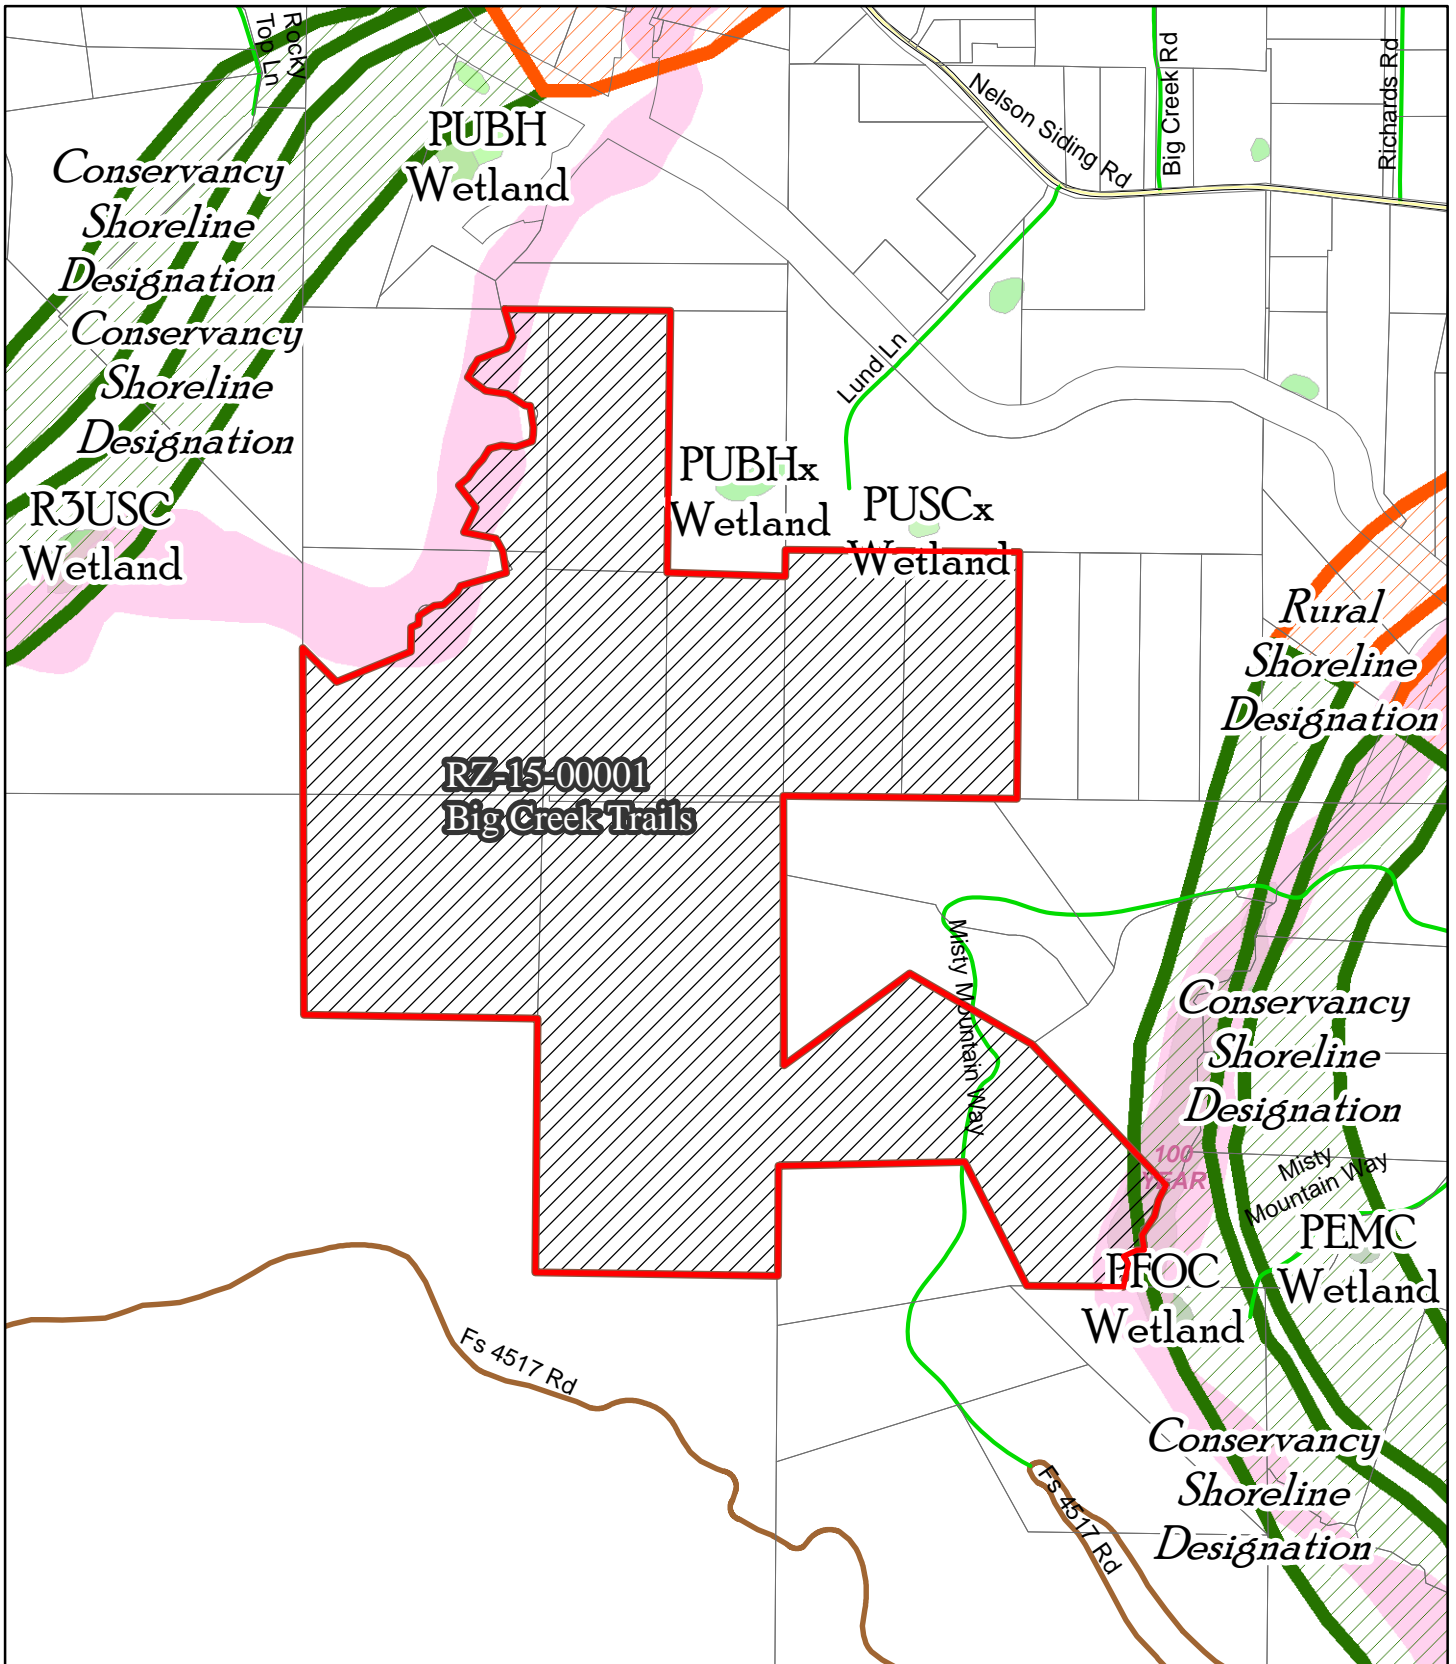 Rocky
Top Ln
Big Creek Rd
Richards Rd
Nelson Siding Rd
PUBH
Wetland
Conservancy
Shoreline
Designation
Conservancy
Shoreline
Designation
Lund Ln
PUBHx
Wetland
PUSCx
Wetland
R3USC
Wetland
Rural
Shoreline
Designation
RZ-15-00001
Big Creek Trails
Misty Mountain Way
Conservancy
Shoreline
Designation
100
YEAR
Misty
Mountain Way
PEMC
Wetland
PFOC
Wetland
Fs 4517 Rd
Conservancy
Shoreline
Designation
Fs 4517 Rd